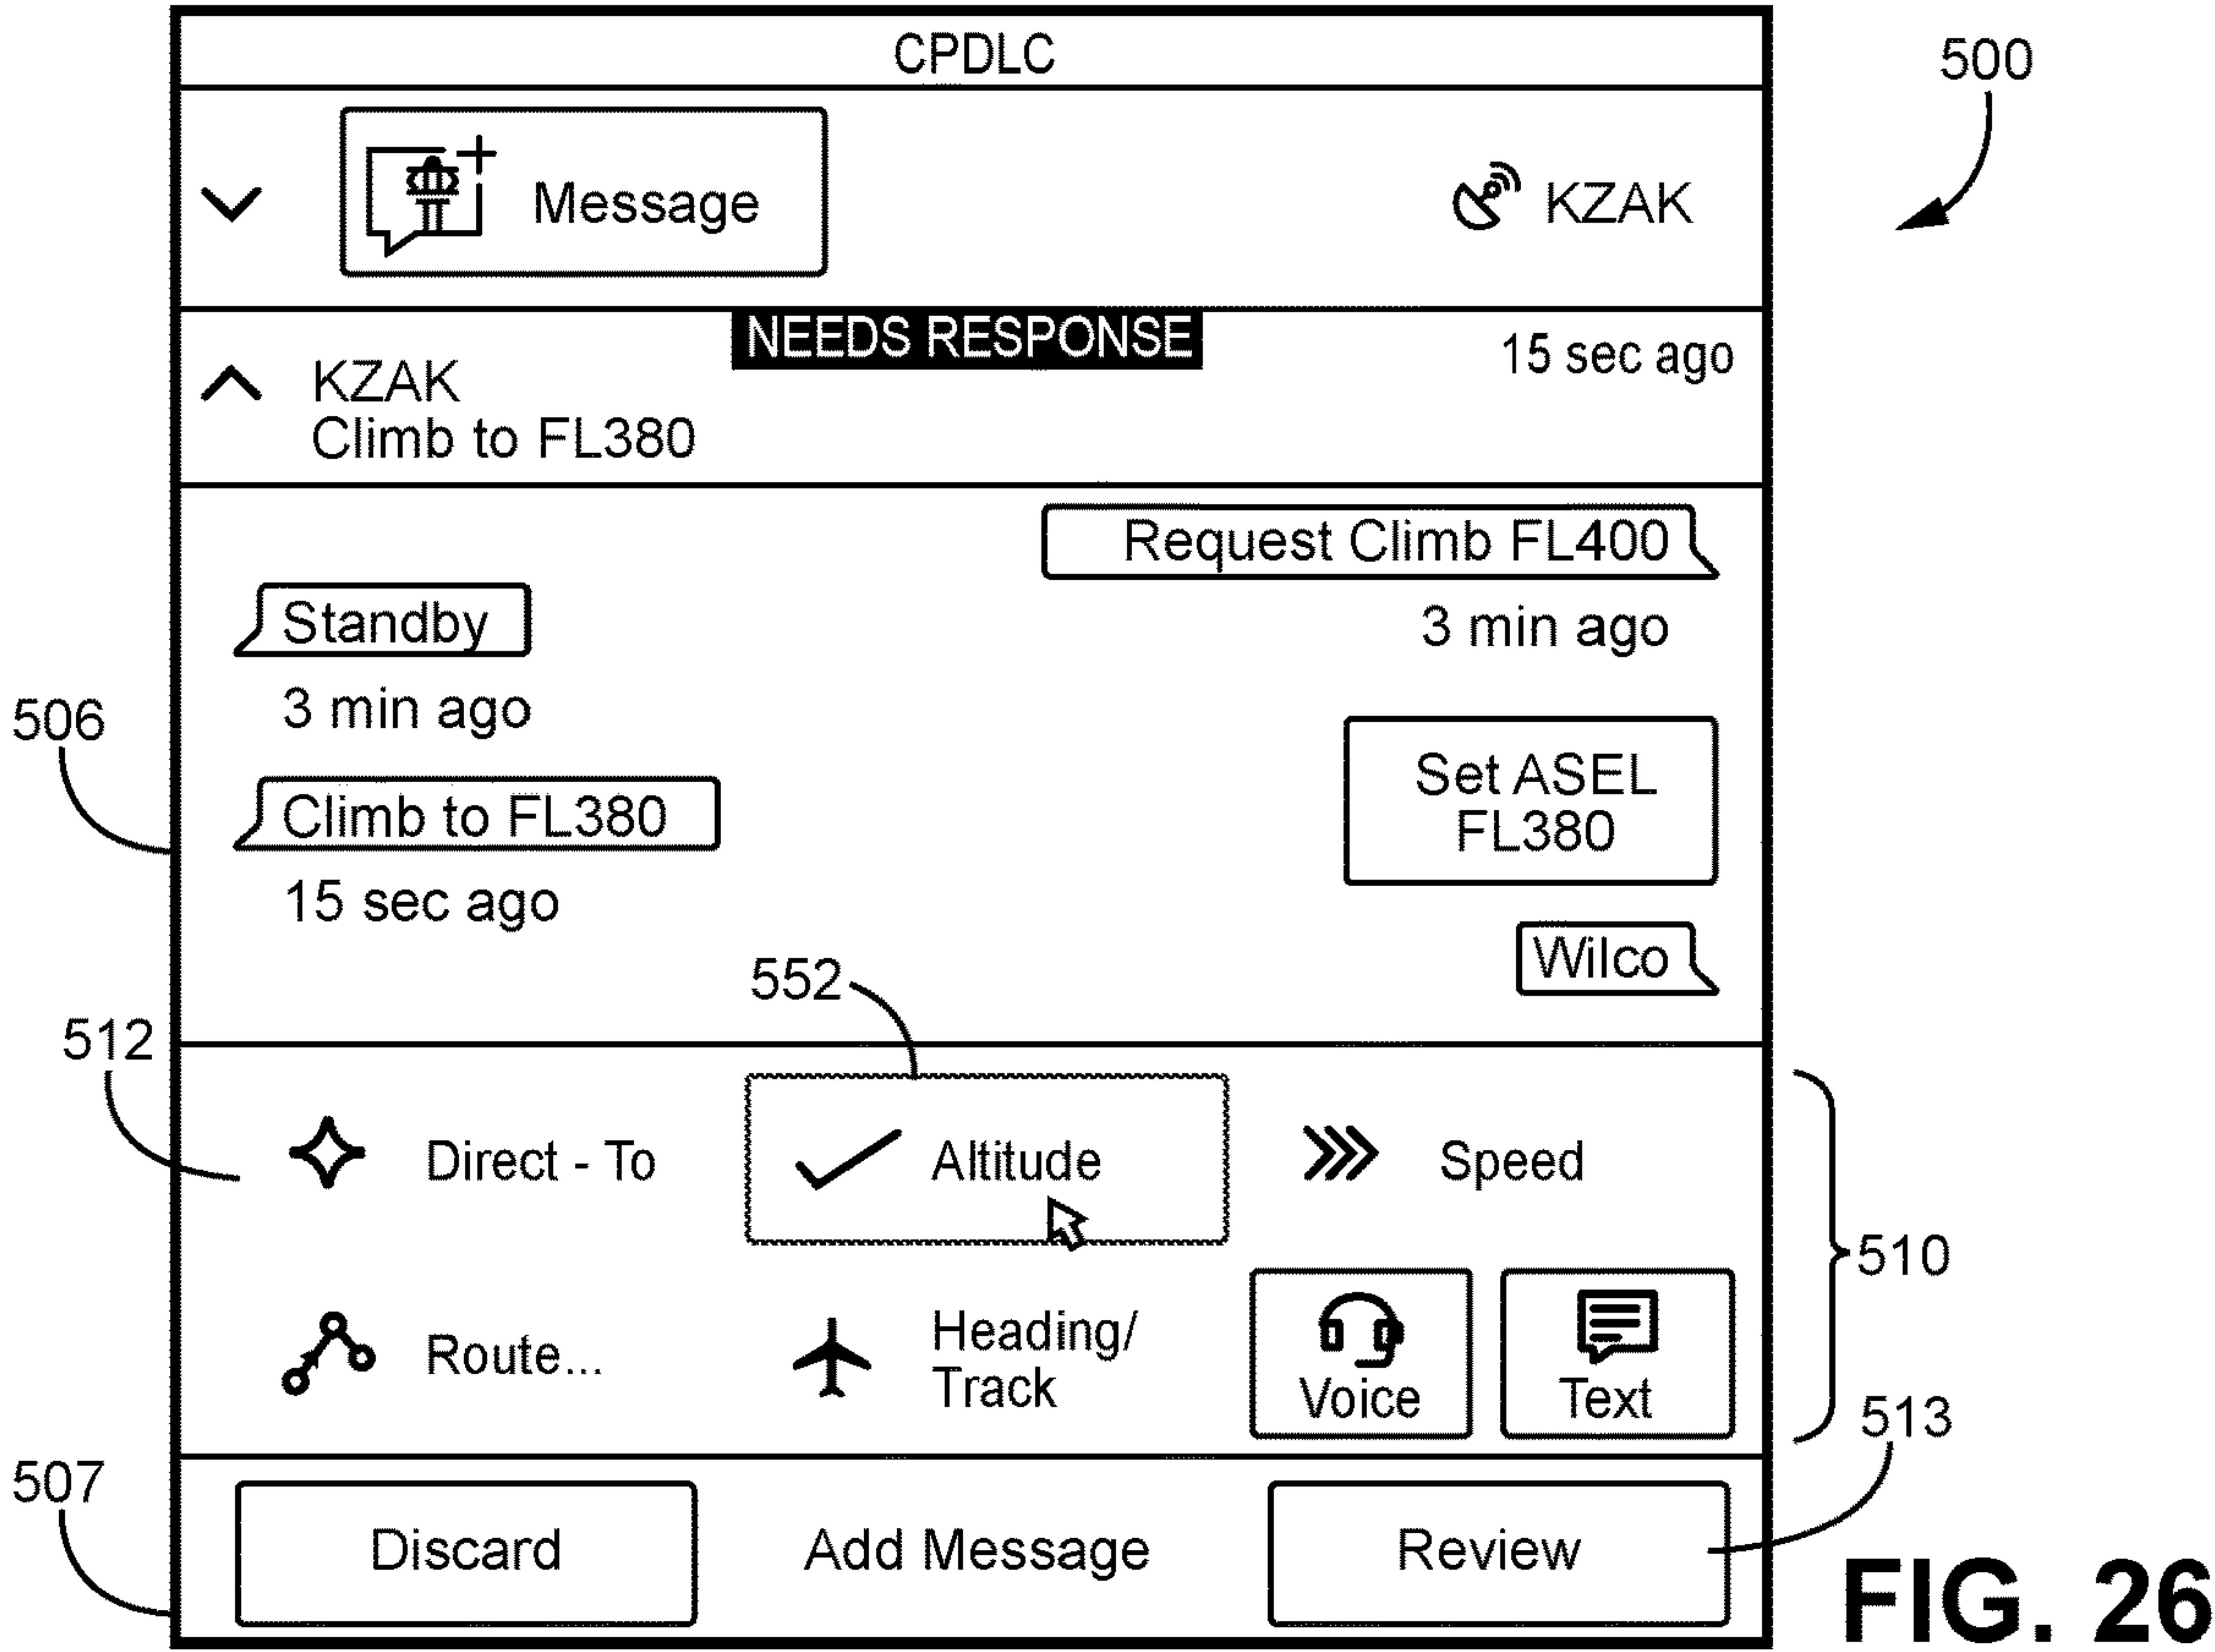 CPDLC
500
Message
KZAK
NEEDS RESPONSE
15 sec ago
KZAK
Climb to FL380
Request Climb FL400
3 min ago
Standby
3 min ago
506
Set ASEL
FL380
Climb to FL380
15 sec ago
Wilco
552
512
Direct - To
Altitude
Speed
510
Route...
Heading/
Track
Voice
Text
513
507
Discard
Add Message
Review
FIG. 26